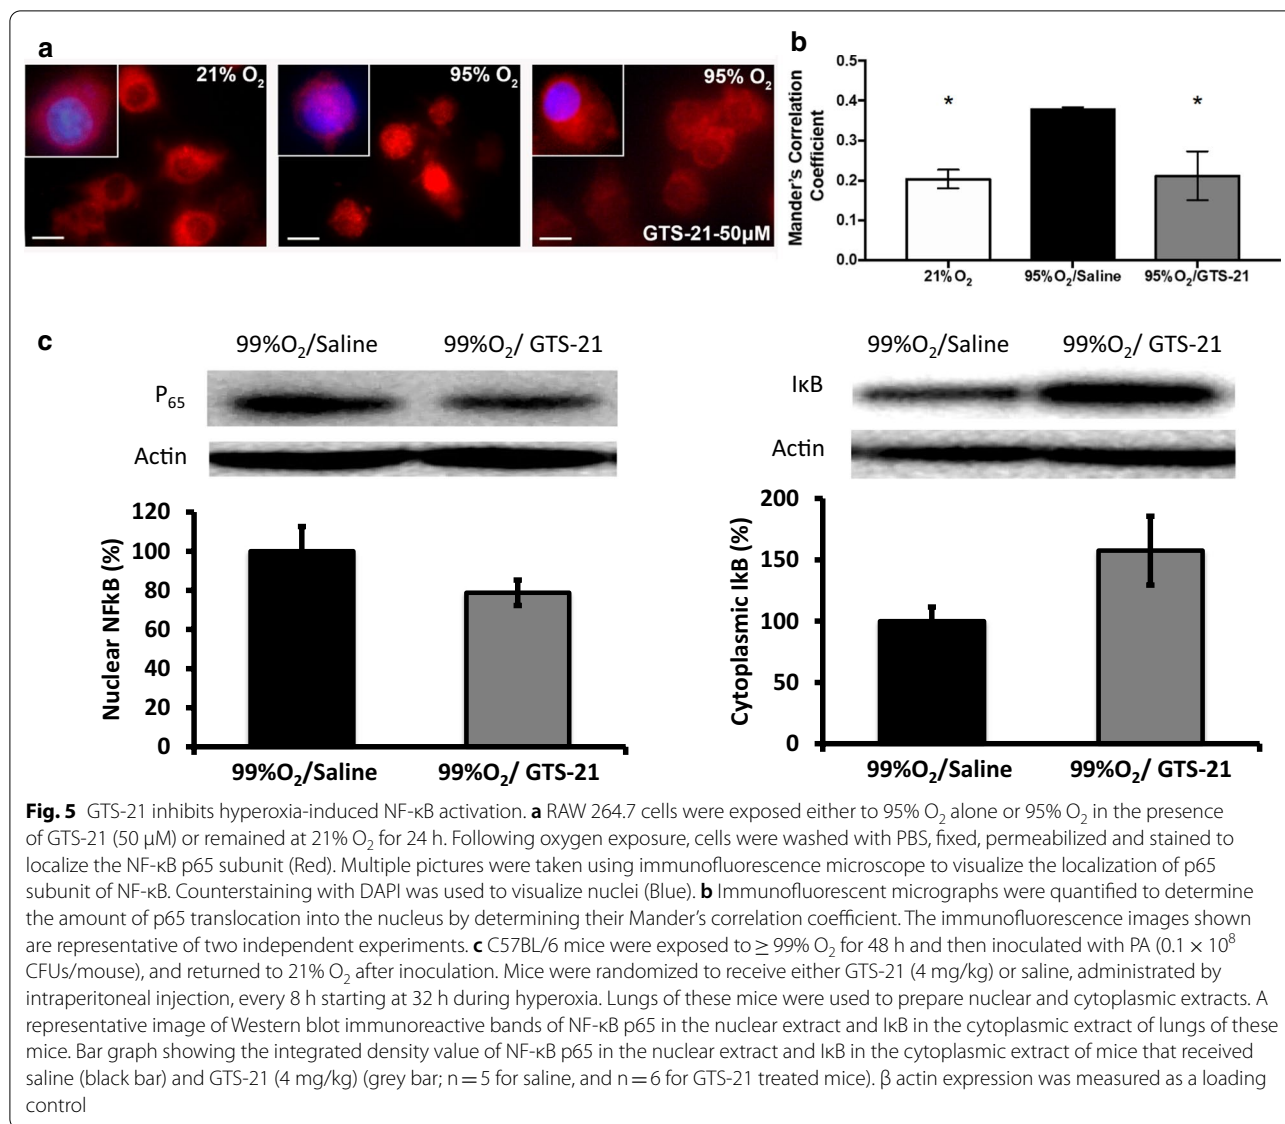 a
21% O2
95% O2
95% O2
GTS-21-50µM
b
Mander's Correlation
Coefficient
0.5
0.4
0.3
0.2
0.1
0.0
*
*
21%O2
95%O2/Saline
95%O2/GTS-21
c
99%O2/Saline
99%O2/ GTS-21
P65
Actin
Nuclear NFkB (%)
120
100
80
60
40
20
0
99%O2/Saline
99%O2/ GTS-21
99%O2/Saline
99%O2/ GTS-21
IκB
Actin
Cytoplasmic IkB (%)
200
150
100
50
0
99%O2/Saline
99%O2/ GTS-21
Fig. 5 GTS-21 inhibits hyperoxia-induced NF-κB activation. a RAW 264.7 cells were exposed either to 95% O2 alone or 95% O2 in the presence
of GTS-21 (50 µM) or remained at 21% O2 for 24 h. Following oxygen exposure, cells were washed with PBS, fixed, permeabilized and stained to
localize the NF-κB p65 subunit (Red). Multiple pictures were taken using immunofluorescence microscope to visualize the localization of p65
subunit of NF-κB. Counterstaining with DAPI was used to visualize nuclei (Blue). b Immunofluorescent micrographs were quantified to determine
the amount of p65 translocation into the nucleus by determining their Mander's correlation coefficient. The immunofluorescence images shown
are representative of two independent experiments. c C57BL/6 mice were exposed to ≥ 99% O2 for 48 h and then inoculated with PA (0.1 × 10⁸
CFUs/mouse), and returned to 21% O2 after inoculation. Mice were randomized to receive either GTS-21 (4 mg/kg) or saline, administrated by
intraperitoneal injection, every 8 h starting at 32 h during hyperoxia. Lungs of these mice were used to prepare nuclear and cytoplasmic extracts. A
representative image of Western blot immunoreactive bands of NF-κB p65 in the nuclear extract and IκB in the cytoplasmic extract of lungs of these
mice. Bar graph showing the integrated density value of NF-κB p65 in the nuclear extract and IκB in the cytoplasmic extract of mice that received
saline (black bar) and GTS-21 (4 mg/kg) (grey bar; n = 5 for saline, and n = 6 for GTS-21 treated mice). β actin expression was measured as a loading
control